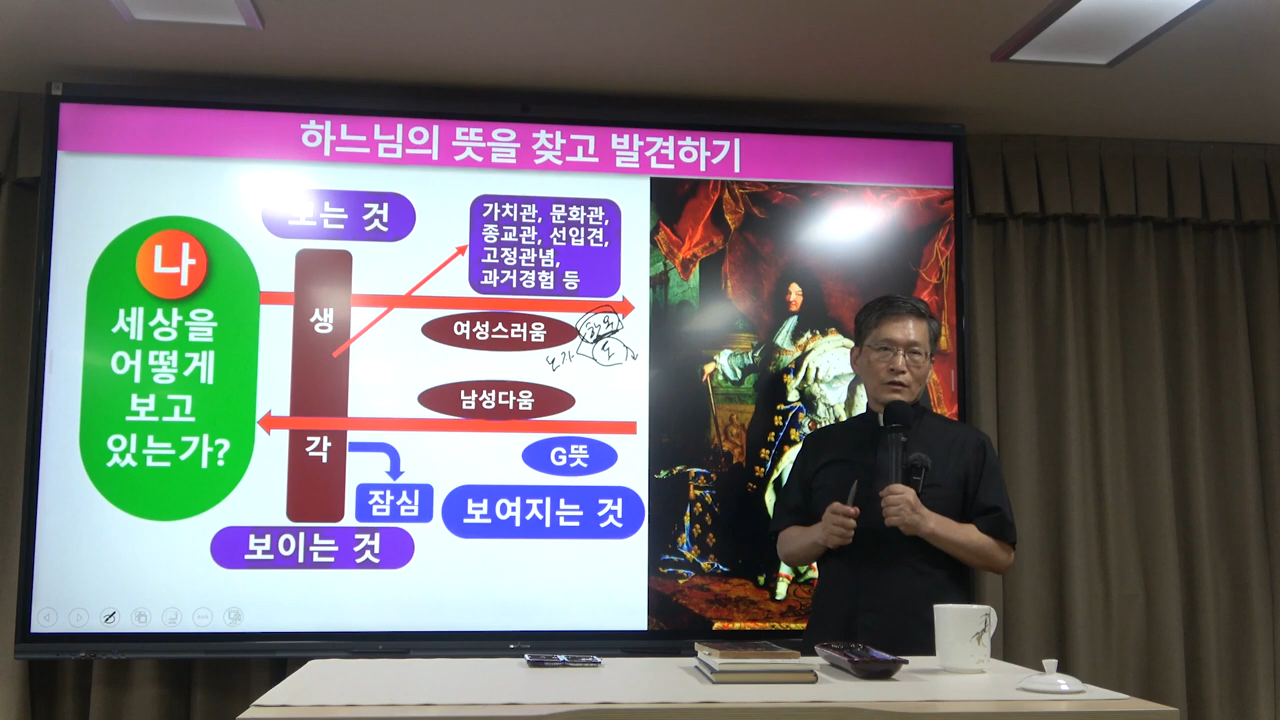 하느님의 뜻을 찾고 발견하기
보는 것
가치관, 문화관,
종교관, 선입견,
고정관념,
과거경험 등
나
세상을
어떻게
보고
있는가?
생
각
여성스러움
남성다움
G뜻
잠심
보여지는 것
보이는 것